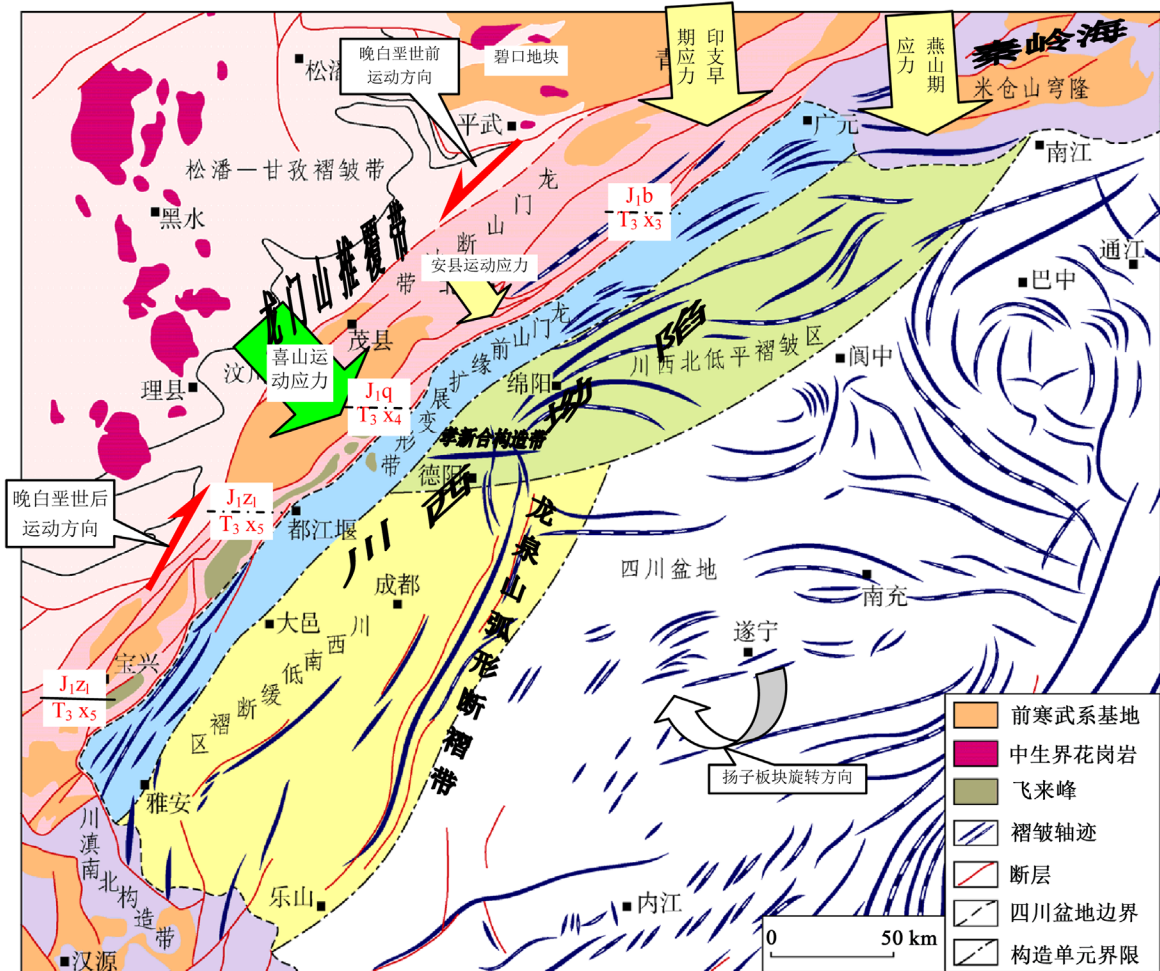 晚白垩世前
运动方向
碧口地块
印支早
期应力
燕山期
应力
秦岭海
米仓山穹隆
松潘
青
平武
广元
南江
松潘—甘孜褶皱带
黑水
龙门山断
带
北
J₁b
T₃x₃
通江
巴中
龙门山推覆带
安县运动应力
茂县
喜山运
动应力
汶川
理县
龙门山前缘扩展变形带
川西北低平褶皱区
阆中
绵阳
J₁q
T₃x₄
孝新合构造带
德阳
川西坳陷
晚白垩世后
运动方向
J₁z₁
T₃x₅
都江堰
龙泉山弧形断褶带
四川盆地
成都
南充
大邑
川西南低缓断褶区
遂宁
宝兴
J₁z₁
T₃x₅
扬子板块旋转方向
雅安
川滇南北构造带
乐山
内江
汉源
0 50 km
前寒武系基地
中生界花岗岩
飞来峰
褶皱轴迹
断层
四川盆地边界
构造单元界限